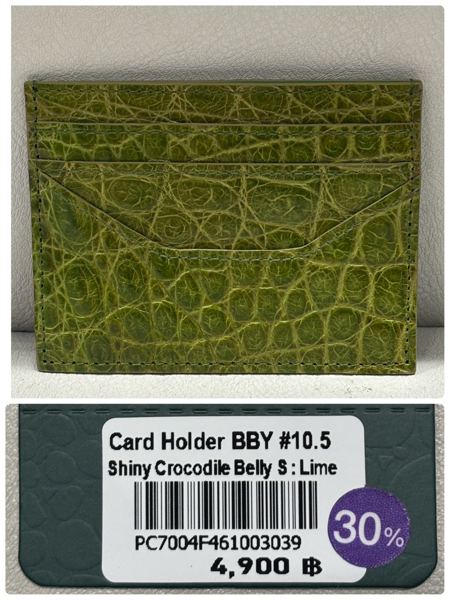 Card Holder BBY #10.5
Shiny Crocodile Belly S : Lime
PC7004F461003039
4,900 ฿
30%